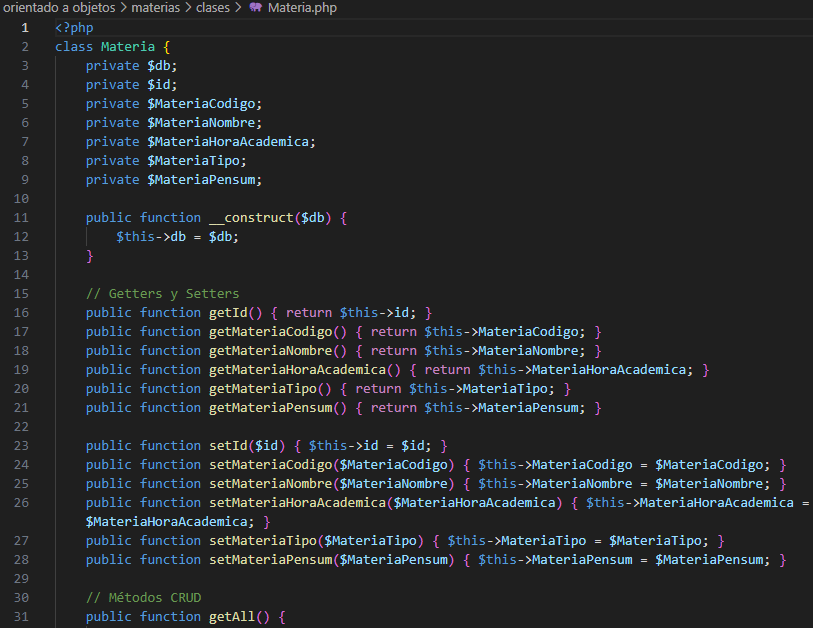 orientado a objetos > materias > clases > Materia.php
1 <?php
2 class Materia {
3 private $db;
4 private $id;
5 private $MateriaCodigo;
6 private $MateriaNombre;
7 private $MateriaHoraAcademica;
8 private $MateriaTipo;
9 private $MateriaPensum;
10
11 public function __construct($db) {
12 $this->db = $db;
13 }
14
15 // Getters y Setters
16 public function getId() { return $this->id; }
17 public function getMateriaCodigo() { return $this->MateriaCodigo; }
18 public function getMateriaNombre() { return $this->MateriaNombre; }
19 public function getMateriaHoraAcademica() { return $this->MateriaHoraAcademica; }
20 public function getMateriaTipo() { return $this->MateriaTipo; }
21 public function getMateriaPensum() { return $this->MateriaPensum; }
22
23 public function setId($id) { $this->id = $id; }
24 public function setMateriaCodigo($MateriaCodigo) { $this->MateriaCodigo = $MateriaCodigo; }
25 public function setMateriaNombre($MateriaNombre) { $this->MateriaNombre = $MateriaNombre; }
26 public function setMateriaHoraAcademica($MateriaHoraAcademica) { $this->MateriaHoraAcademica =
$MateriaHoraAcademica; }
27 public function setMateriaTipo($MateriaTipo) { $this->MateriaTipo = $MateriaTipo; }
28 public function setMateriaPensum($MateriaPensum) { $this->MateriaPensum = $MateriaPensum; }
29
30 // Métodos CRUD
31 public function getAll() {